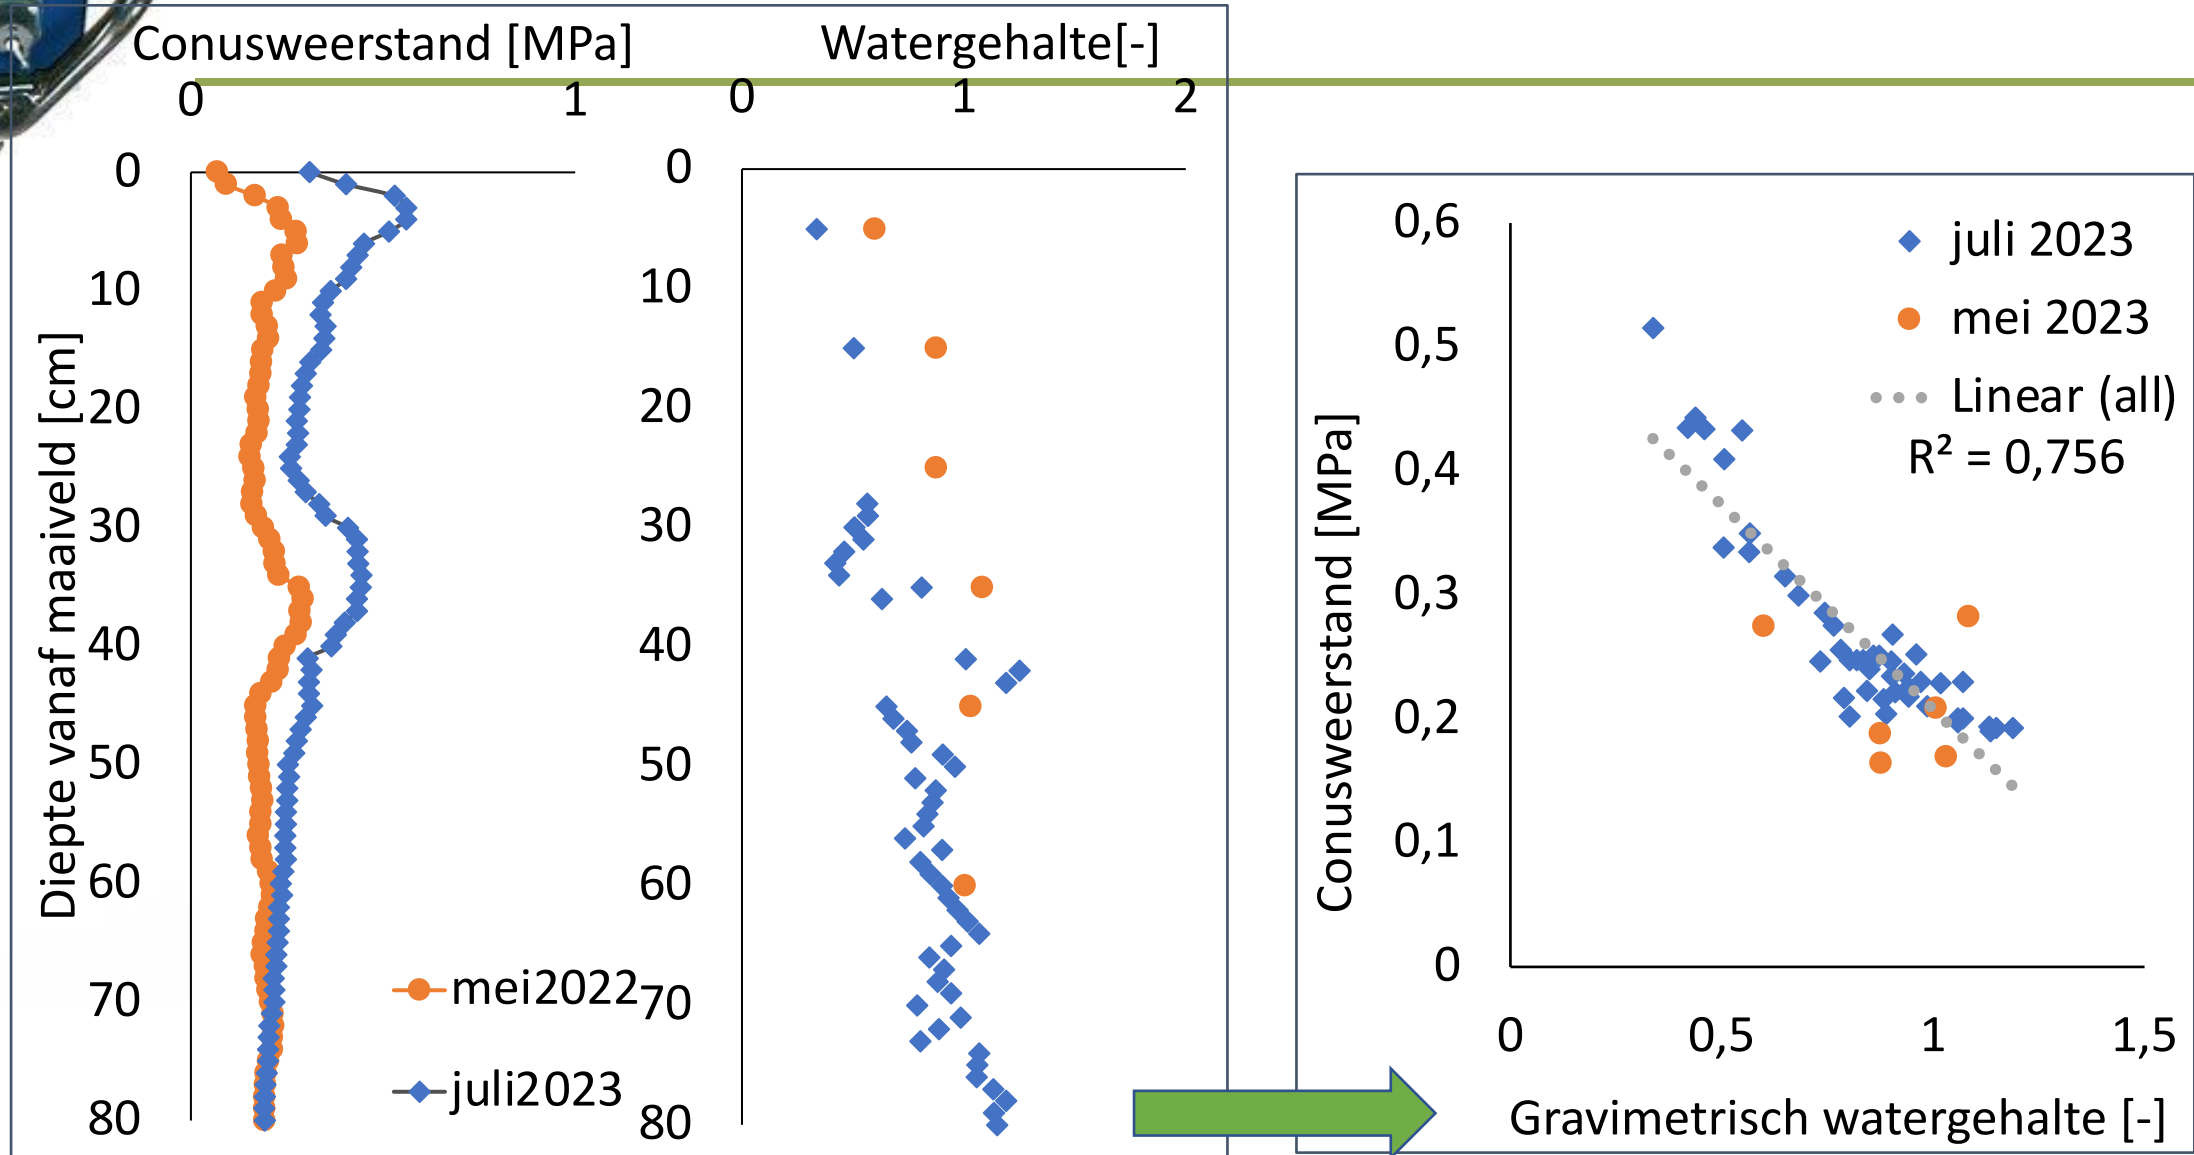 Conusweerstand [MPa]
0 1
Diepte vanaf maaiveld [cm]
0
10
20
30
40
50
60
70
80
mei2022
juli2023
Watergehalte[-]
0 1 2
0
10
20
30
40
50
60
70
80
Conusweerstand [MPa]
0,6
0,5
0,4
0,3
0,2
0,1
0
0 0,5 1 1,5
Gravimetrisch watergehalte [-]
juli 2023
mei 2023
Linear (all)
R² = 0,756